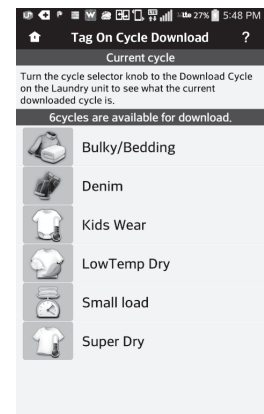 27% 5:48 PM
Tag On Cycle Download ?
Current cycle
Turn the cycle selector knob to the Download Cycle
on the Laundry unit to see what the current
downloaded cycle is.
6cycles are available for download.
Bulky/Bedding
Denim
Kids Wear
LowTemp Dry
Small load
Super Dry